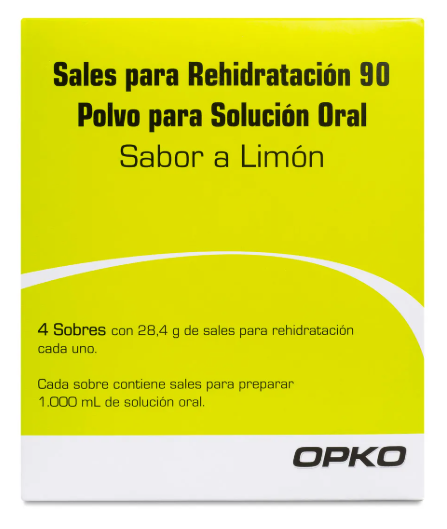 Sales para Rehidratación 90
Polvo para Solución Oral
Sabor a Limón
4 Sobres con 28,4 g de sales para rehidratación
cada uno.
Cada sobre contiene sales para preparar
1.000 mL de solución oral.
OPKO